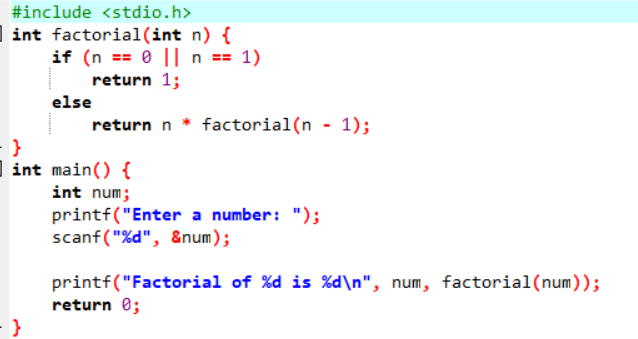 #include <stdio.h>
int factorial(int n) {
    if (n == 0 || n == 1)
        return 1;
    else
        return n * factorial(n - 1);
}
int main() {
    int num;
    printf("Enter a number: ");
    scanf("%d", &num);

    printf("Factorial of %d is %d\n", num, factorial(num));
    return 0;
}